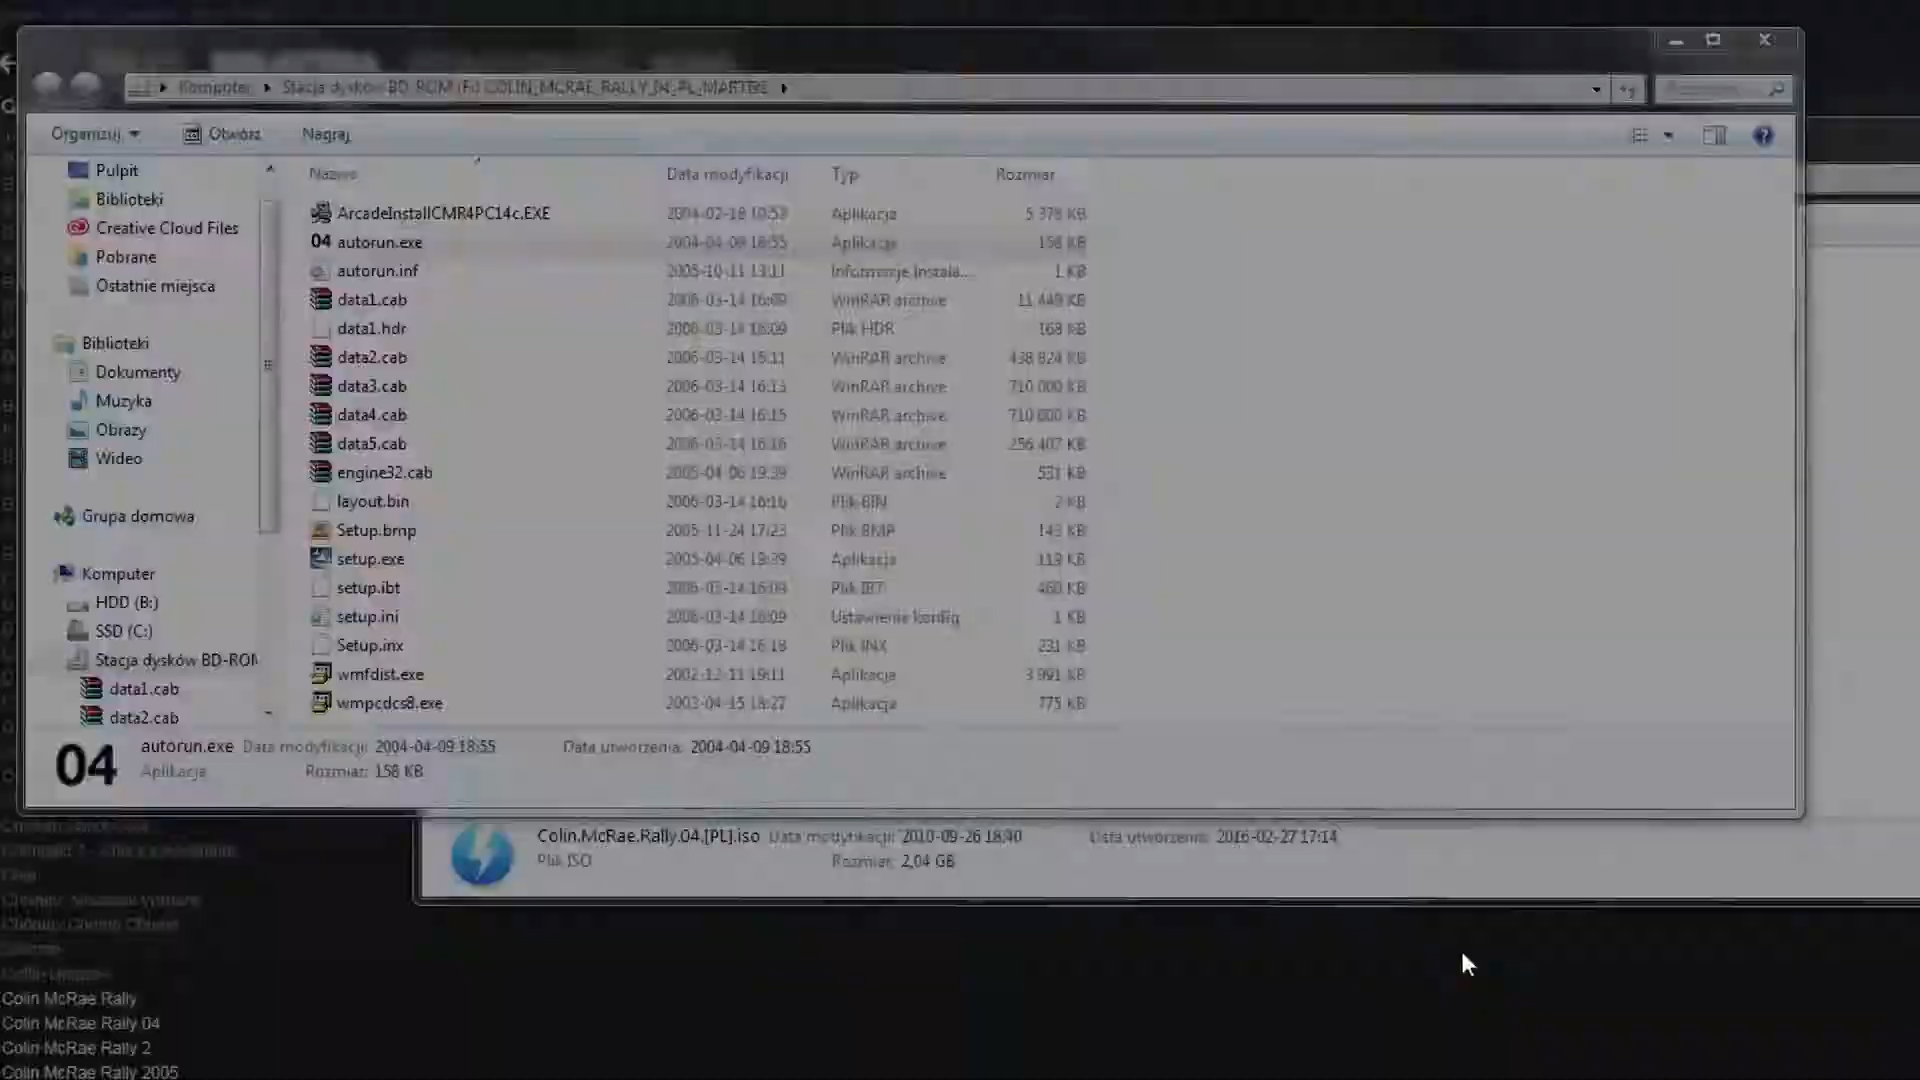 Komputer Stacja dysków BD-ROM (F:) COLIN_MCRAE_RALLY_04_PL_MASTER
Organizuj Otwórz Nagraj
Nazwa Data modyfikacji Typ Rozmiar
Pulpit
Biblioteki
Creative Cloud Files
Pobrane
Ostatnie miejsca
Biblioteki
Dokumenty
Muzyka
Obrazy
Wideo
Grupa domowa
Komputer
HDD (B:)
SSD (C:)
Stacja dysków BD-RO
data1.cab
data2.cab
ArcadeInstallCMR4PC14c.EXE 2004-02-18 Aplikacja 5 378 KB
autorun.exe 2004-04-09 18:55 Aplikacja 158 KB
autorun.inf 2005-10-11 13:11 Informacje Instala... 1 KB
data1.cab 2006-03-14 16:09 WinRAR archive 11 449 KB
data1.hdr 2006-03-14 16:09 Plik HDR 168 KB
data2.cab 2006-03-14 16:11 WinRAR archive 438 824 KB
data3.cab 2006-03-14 16:13 WinRAR archive 710 000 KB
data4.cab 2006-03-14 16:15 WinRAR archive 710 000 KB
data5.cab 2006-03-14 16:16 WinRAR archive 256 407 KB
engine32.cab 2005-04-06 19:39 WinRAR archive 531 KB
layout.bin 2006-03-14 16:16 Plik BIN 2 KB
Setup.bmp 2005-11-24 17:23 Plik BMP 143 KB
setup.exe 2005-04-06 19:39 Aplikacja 119 KB
setup.ibt 2006-03-14 16:09 Plik IBT 460 KB
setup.ini 2006-03-14 16:09 Ustawienia konfig 1 KB
Setup.inx 2006-03-14 16:18 Plik INX 231 KB
wmfdist.exe 2002-12-11 19:11 Aplikacja 3 991 KB
wmpcdcs8.exe 2003-04-15 18:27 Aplikacja 775 KB
04 autorun.exe Data modyfikacji: 2004-04-09 18:55 Data utworzenia: 2004-04-09 18:55
Aplikacja Rozmiar: 158 KB
Colin.McRae.Rally.04.[PL].iso Data modyfikacji: 2010-09-26 18:40 Data utworzenia: 2016-02-27 17:14
Plik ISO Rozmiar: 2,04 GB
Colin McRae Rally
Colin McRae Rally 04
Colin McRae Rally 2
Colin McRae Rally 2005